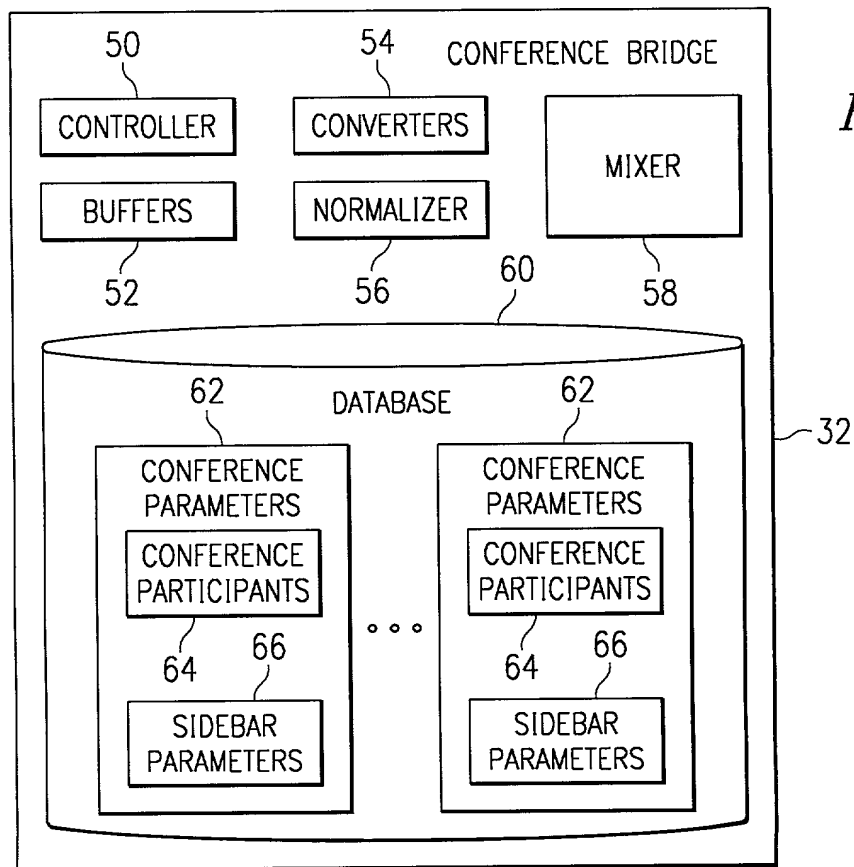 50
54
CONFERENCE BRIDGE
CONTROLLER
CONVERTERS
MIXER
BUFFERS
NORMALIZER
52
56
58
60
62
DATABASE
62
32
CONFERENCE
PARAMETERS
CONFERENCE
PARTICIPANTS
64
66
SIDEBAR
PARAMETERS
CONFERENCE
PARAMETERS
CONFERENCE
PARTICIPANTS
64
66
SIDEBAR
PARAMETERS